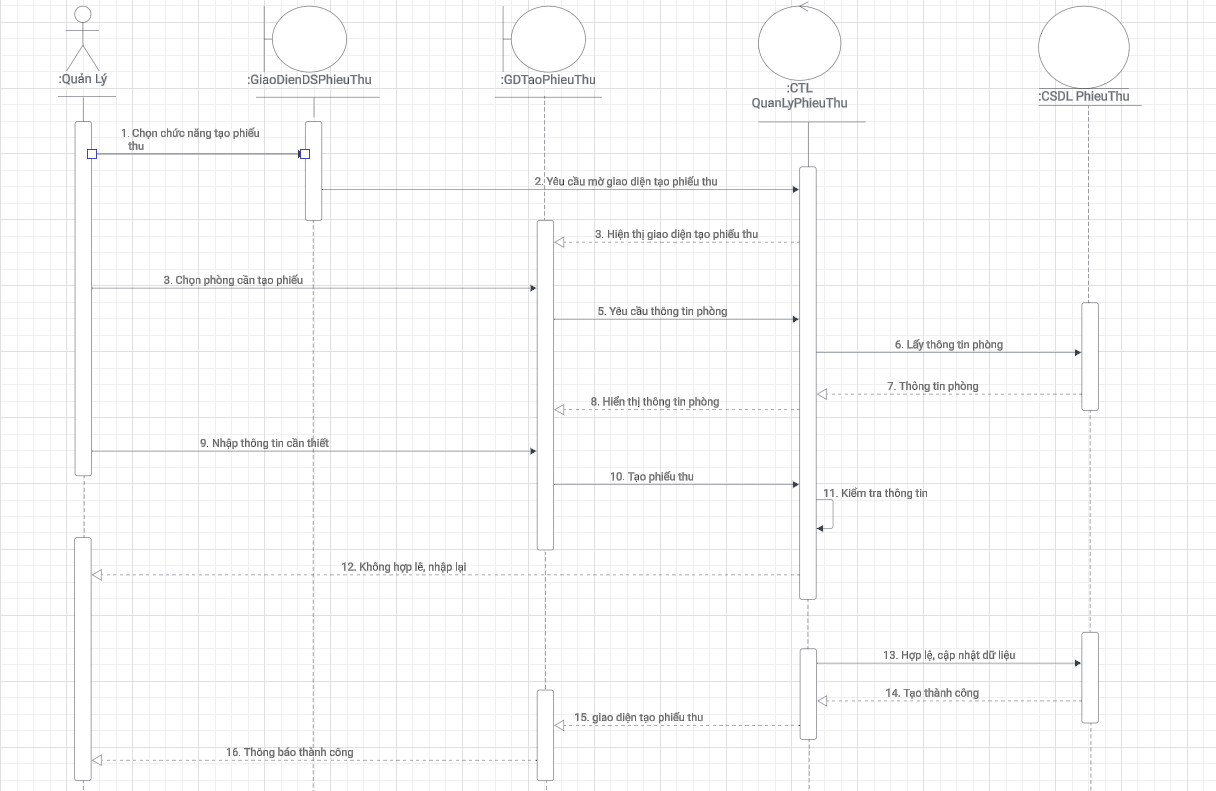 :Quản Lý
:GiaoDienDSPhieuThu
:GDTaoPhieuThu
:CTL
QuanLyPhieuThu
:CSDL PhieuThu
1. Chọn chức năng tạo phiếu
thu
2. Yêu cầu mờ giao diện tạo phiếu thu
3. Hiện thị giao diện tạo phiếu thu
3. Chọn phòng cần tạo phiếu
5. Yêu cầu thông tin phòng
6. Lấy thông tin phòng
7. Thông tin phòng
8. Hiển thị thông tin phòng
9. Nhập thông tin cần thiết
10. Tạo phiếu thu
11. Kiểm tra thông tin
12. Không hợp lẽ, nhập lại
13. Hợp lệ, cập nhật dữ liệu
14. Tạo thành công
15. giao diện tạo phiếu thu
16. Thông báo thành công